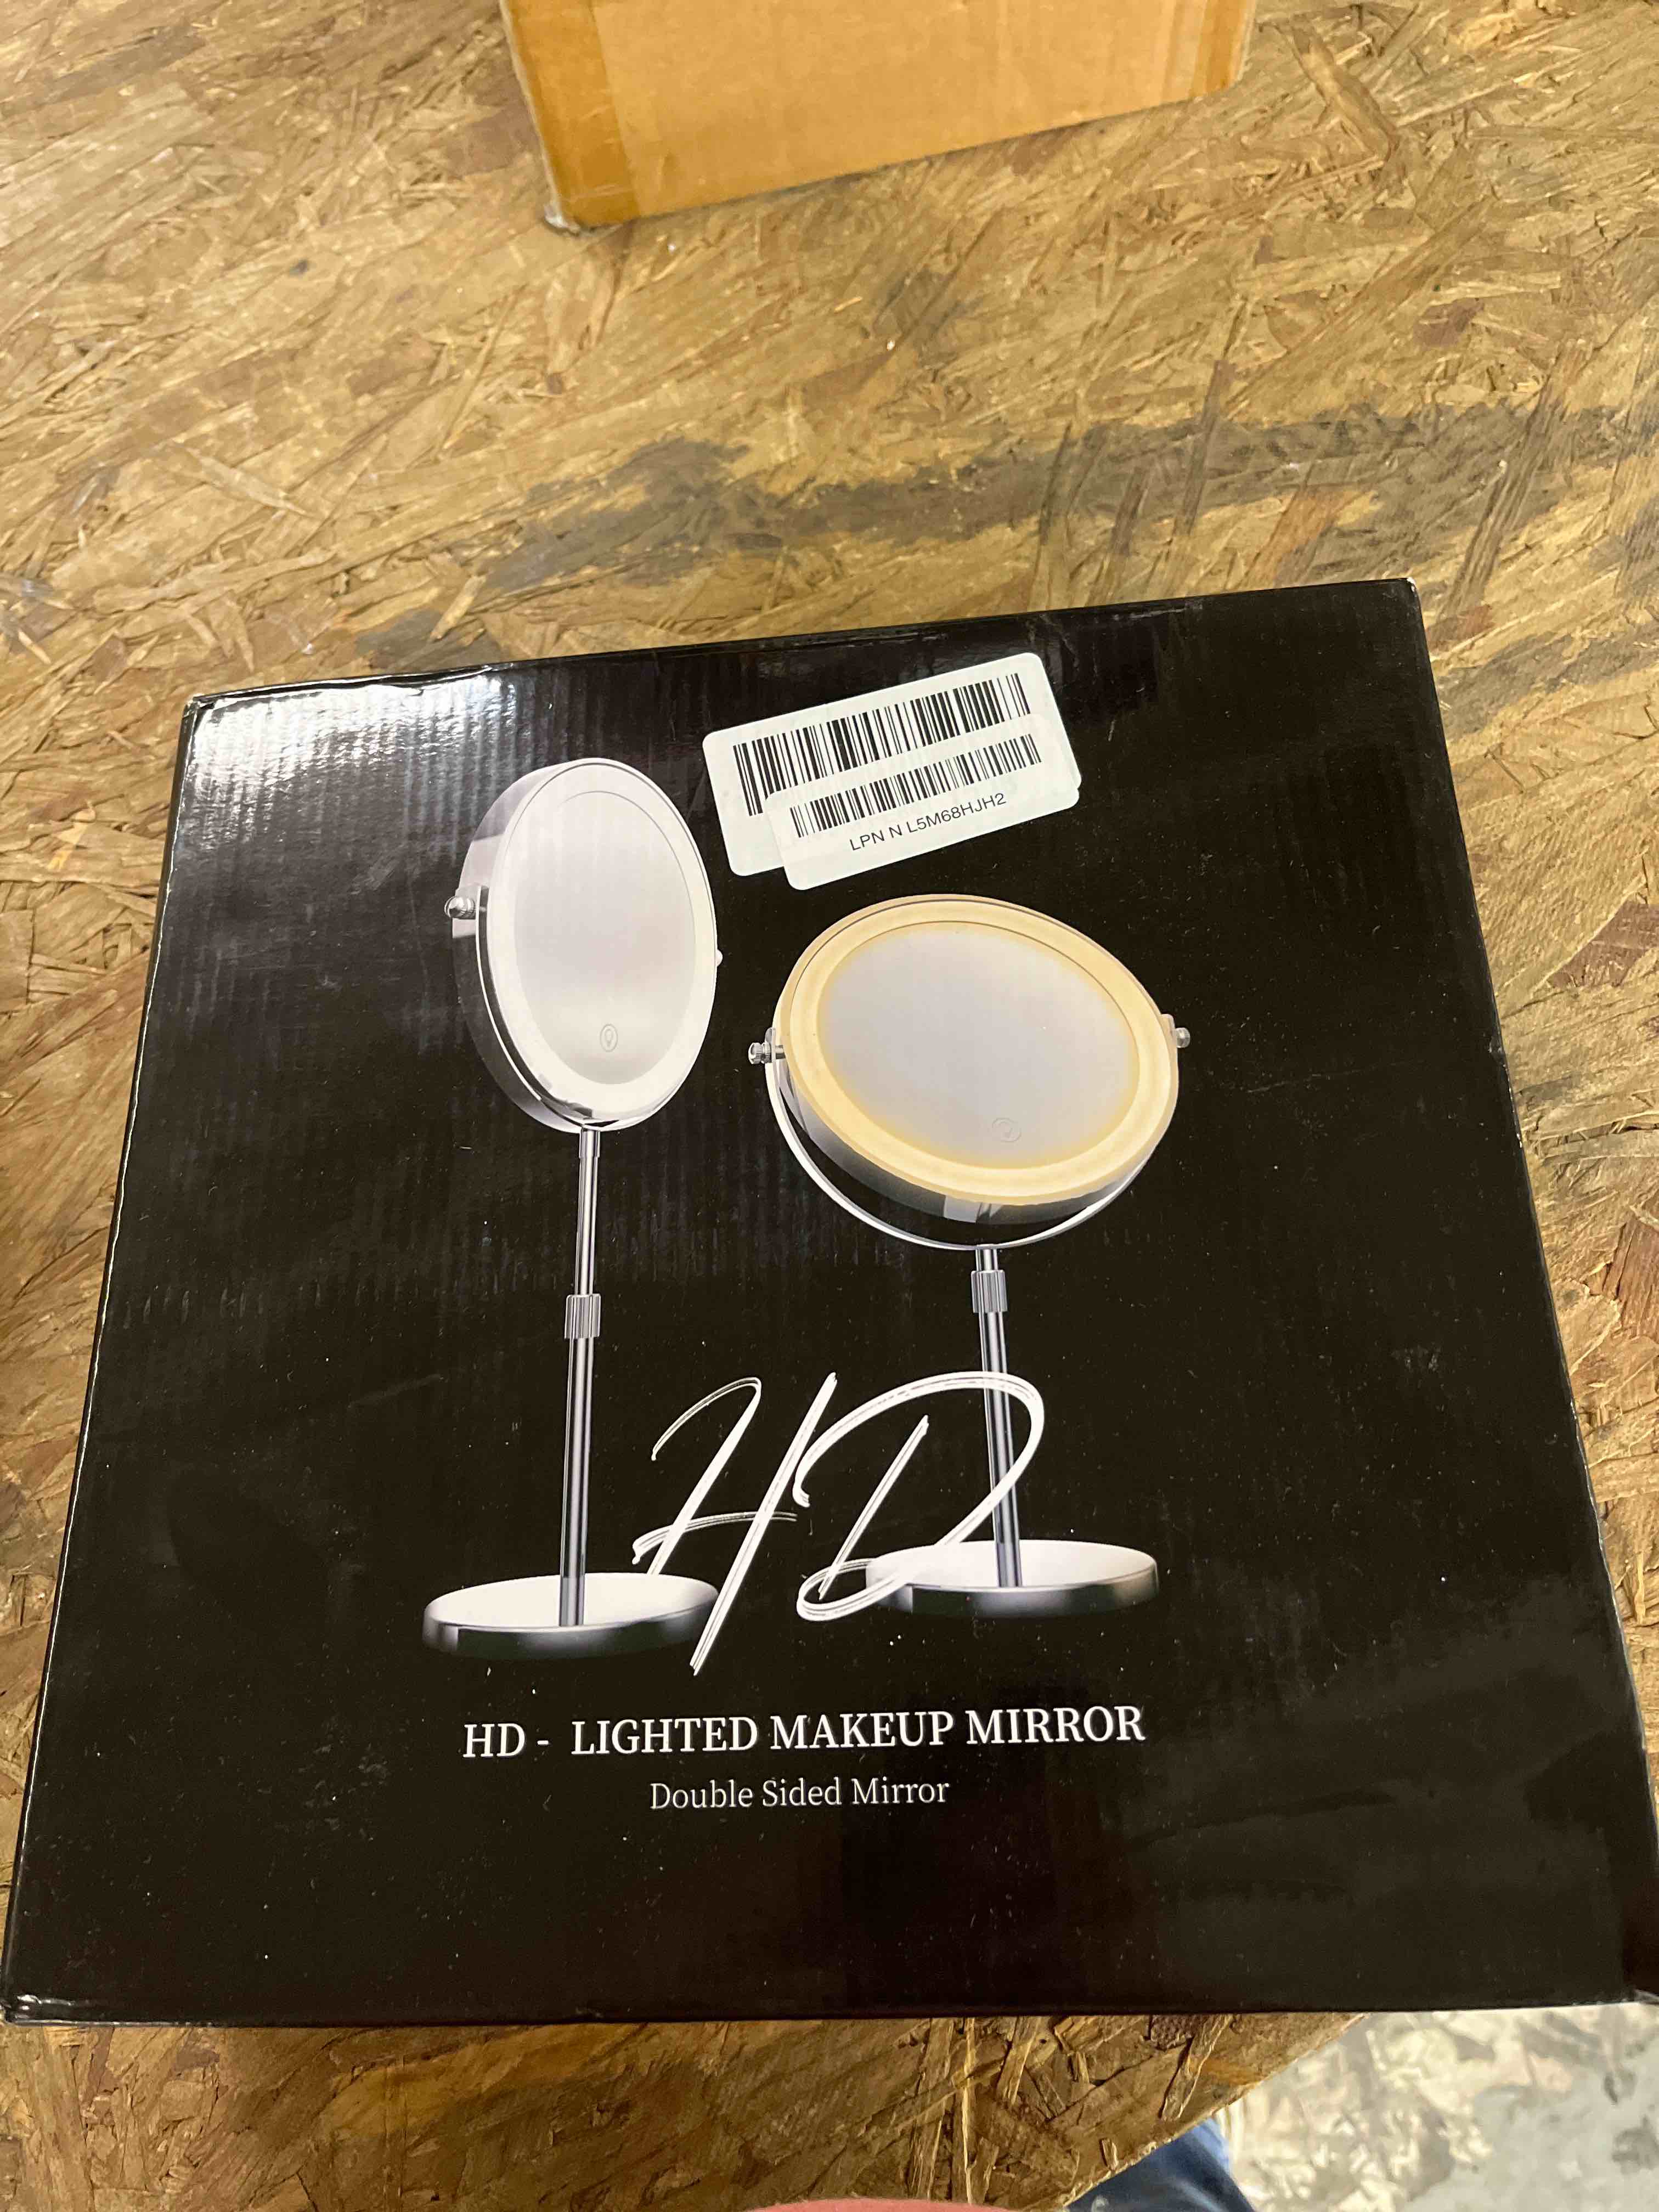 LPN N L5M68HJH2
HD
HD - LIGHTED MAKEUP MIRROR
Double Sided Mirror